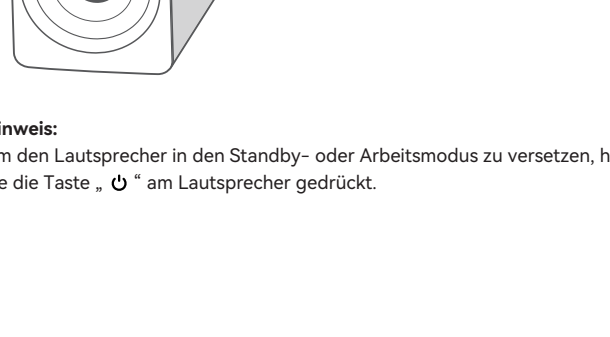 inweis:
m den Lautsprecher in den Standby- oder Arbeitsmodus zu versetzen, h
e die Taste „ ⏻ “ am Lautsprecher gedrückt.